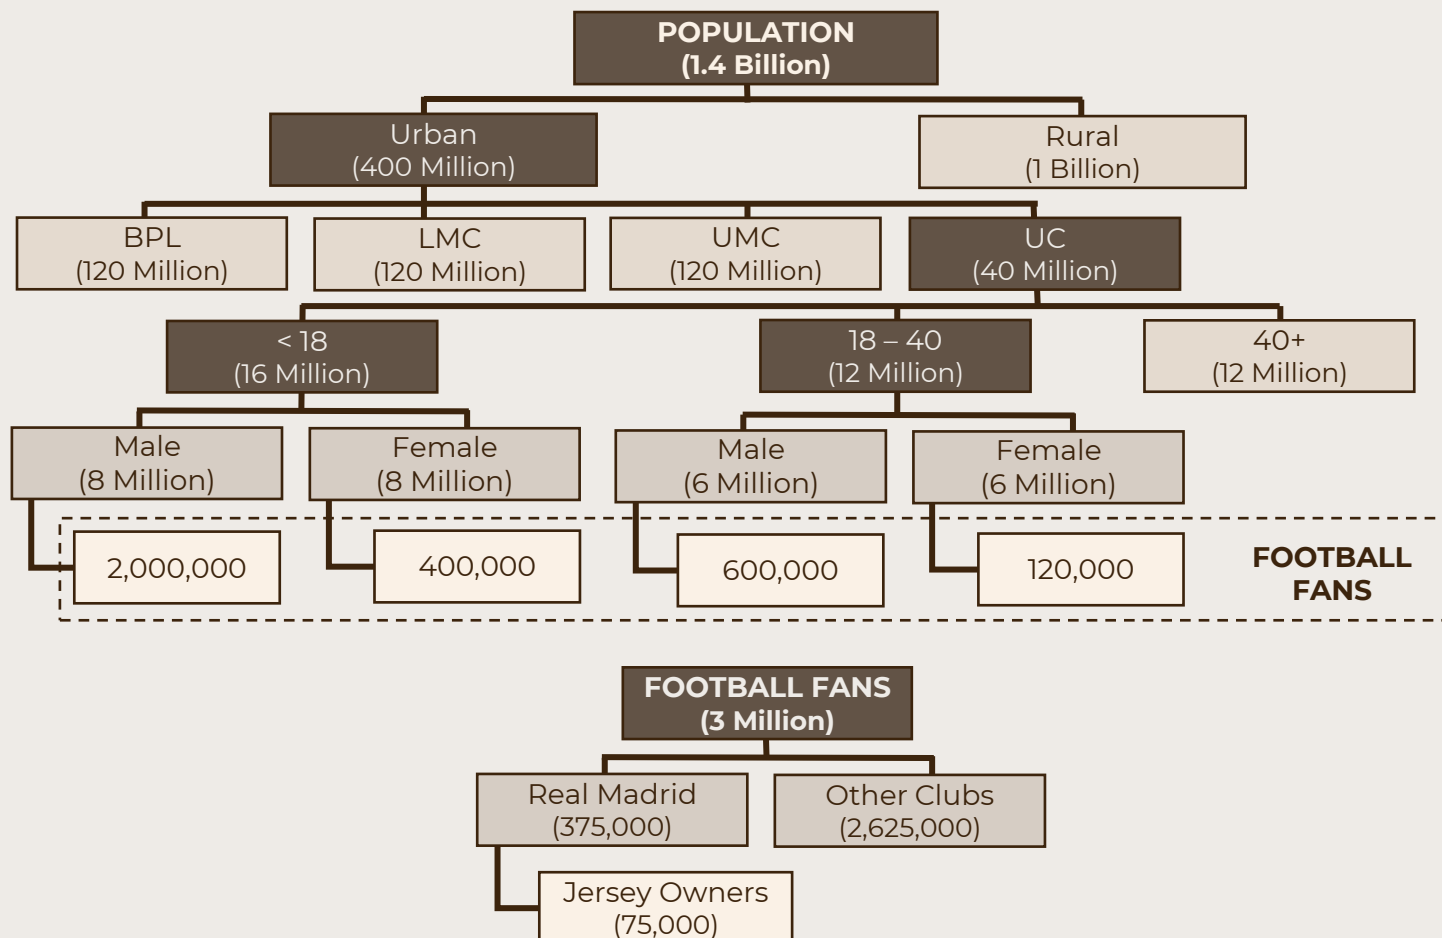 POPULATION
(1.4 Billion)
Urban
(400 Million)
Rural
(1 Billion)
BPL
(120 Million)
LMC
(120 Million)
UMC
(120 Million)
UC
(40 Million)
< 18
(16 Million)
18 – 40
(12 Million)
40+
(12 Million)
Male
(8 Million)
Female
(8 Million)
Male
(6 Million)
Female
(6 Million)
2,000,000
400,000
600,000
120,000
FOOTBALL
FANS
FOOTBALL FANS
(3 Million)
Real Madrid
(375,000)
Other Clubs
(2,625,000)
Jersey Owners
(75,000)